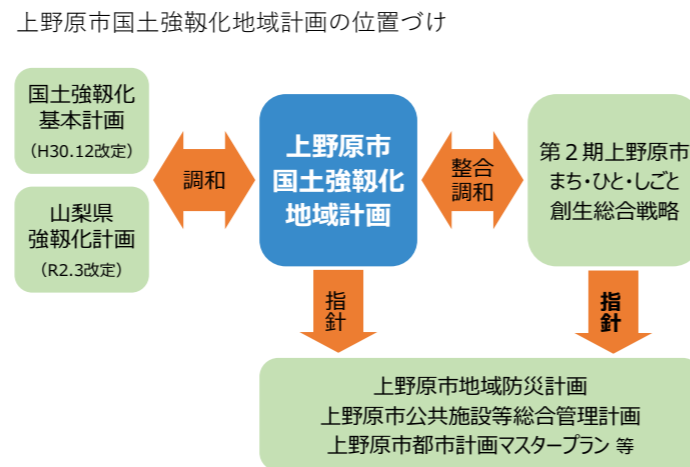 上野原市国土強靱化地域計画の位置づけ
国土強靱化
基本計画
（H30.12改定）
山梨県
強靱化計画
（R2.3改定）
調和
上野原市
国土強靱化
地域計画
整合
調和
第２期上野原市
まち・ひと・しごと
創生総合戦略
指針
指針
上野原市地域防災計画
上野原市公共施設等総合管理計画
上野原市都市計画マスタープラン 等